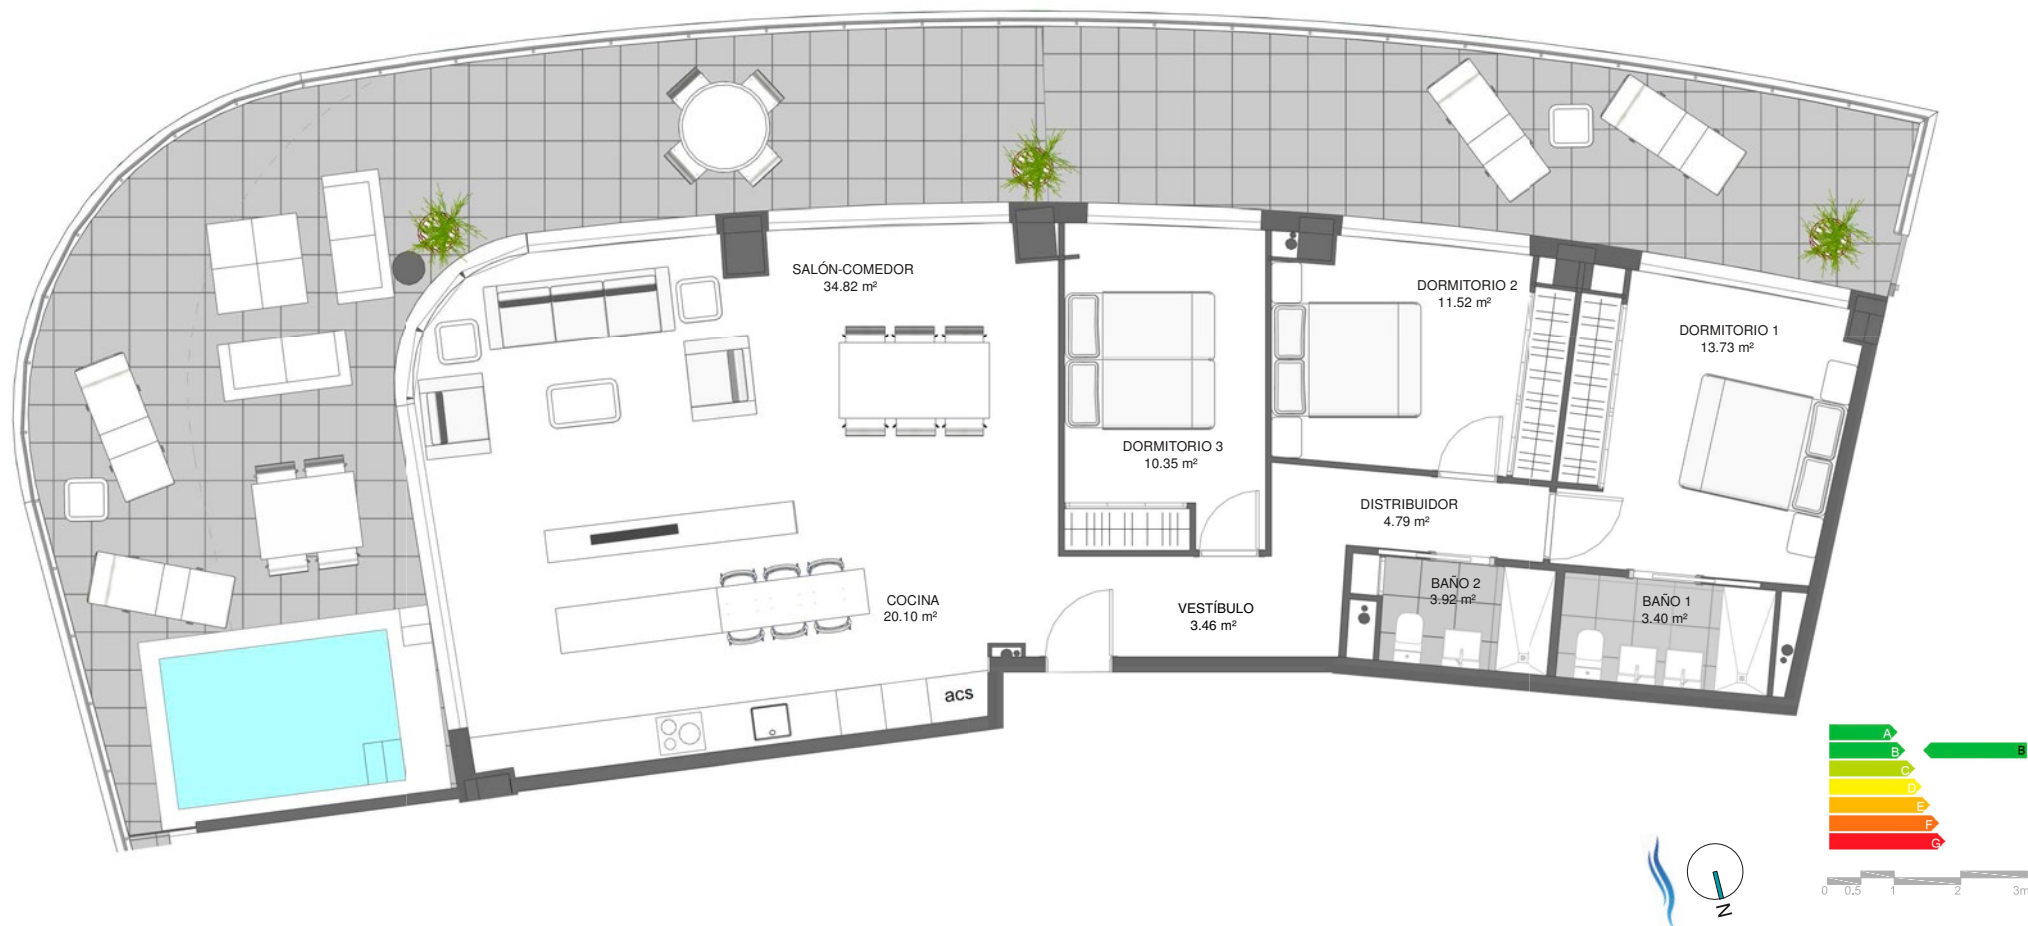 SALÓN-COMEDOR
34.82 m²
DORMITORIO 2
11.52 m²
DORMITORIO 1
13.73 m²
DORMITORIO 3
10.35 m²
DISTRIBUIDOR
4.79 m²
COCINA
20.10 m²
VESTÍBULO
3.46 m²
BAÑO 2
3.92 m²
BAÑO 1
3.40 m²
acs
A
B
B
C
D
E
F
G
N
0 0.5 1 2 3m